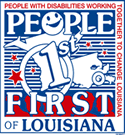 PEOPLE WITH DISABILITIES WORKING
TOGETHER TO CHANGE LOUISIANA
PEOPLE
1st
FIRST
OF LOUISIANA